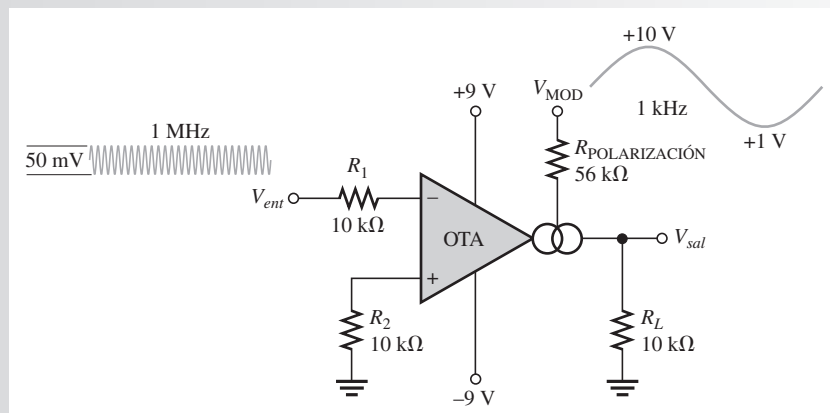 +10 V
+9 V
V_MOD
1 MHz
1 kHz
50 mV
R_POLARIZACIÓN
56 kΩ
+1 V
R_1
V_ent
10 kΩ
−
OTA
V_sal
+
R_2
10 kΩ
R_L
10 kΩ
–9 V